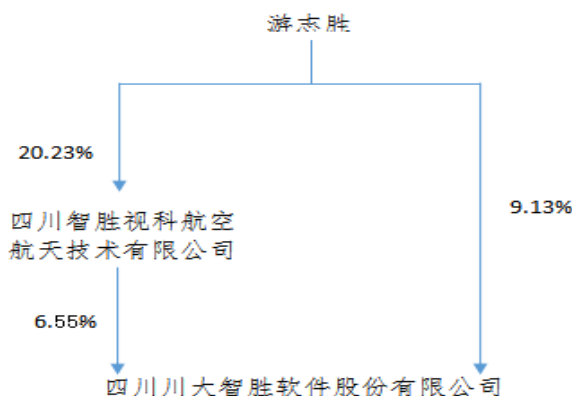 游志胜
20.23%
四川智胜视科航空
航天技术有限公司
9.13%
6.55%
四川川大智胜软件股份有限公司